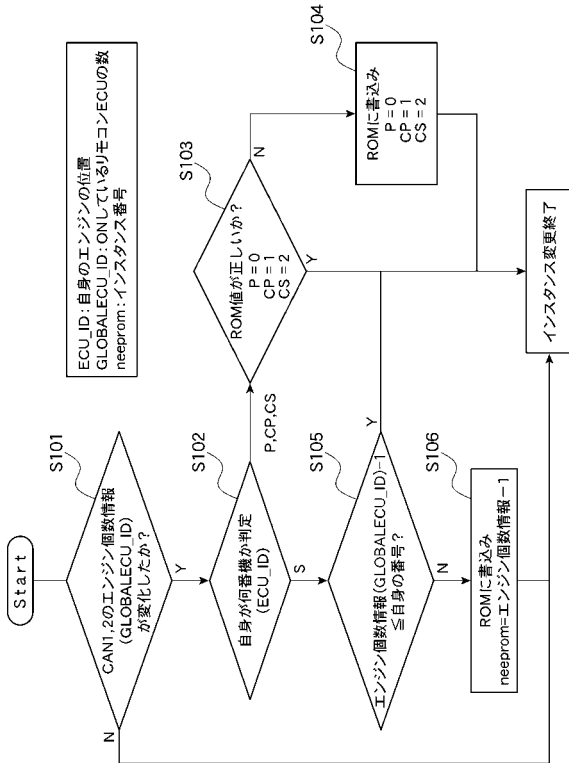 Start
ECU_ID：自身のエンジンの位置
GLOBALECU_ID：ONしているリモコンECUの数
neeprom：インスタンス番号
S101
CAN1,2のエンジン個数情報
(GLOBALECU_ID)
が変化したか？
N
Y
S102
自身が何番機か判定
(ECU_ID)
P,CP,CS
S
S103
ROM値が正しいか？
P = 0
CP = 1
CS = 2
N
Y
S104
ROMに書込み
P = 0
CP = 1
CS = 2
S105
エンジン個数情報(GLOBALECU_ID)−1
≦自身の番号？
Y
N
S106
ROMに書込み
neeprom=エンジン個数情報−1
インスタンス変更終了